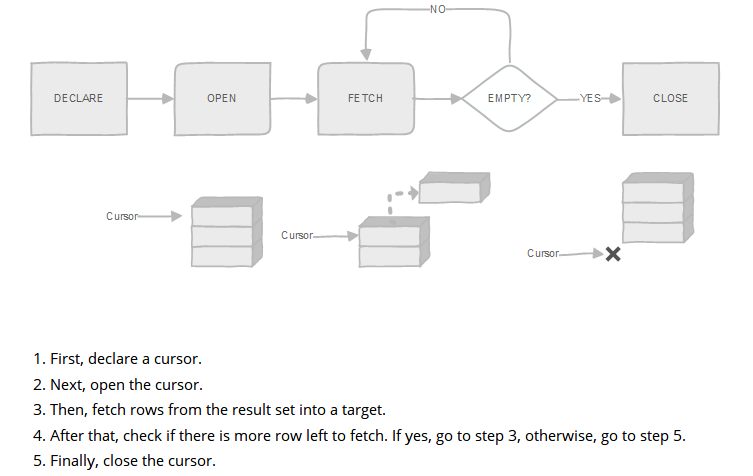 NO
DECLARE
OPEN
FETCH
EMPTY?
YES
CLOSE
Cursor
Cursor
Cursor
1. First, declare a cursor.
2. Next, open the cursor.
3. Then, fetch rows from the result set into a target.
4. After that, check if there is more row left to fetch. If yes, go to step 3, otherwise, go to step 5.
5. Finally, close the cursor.